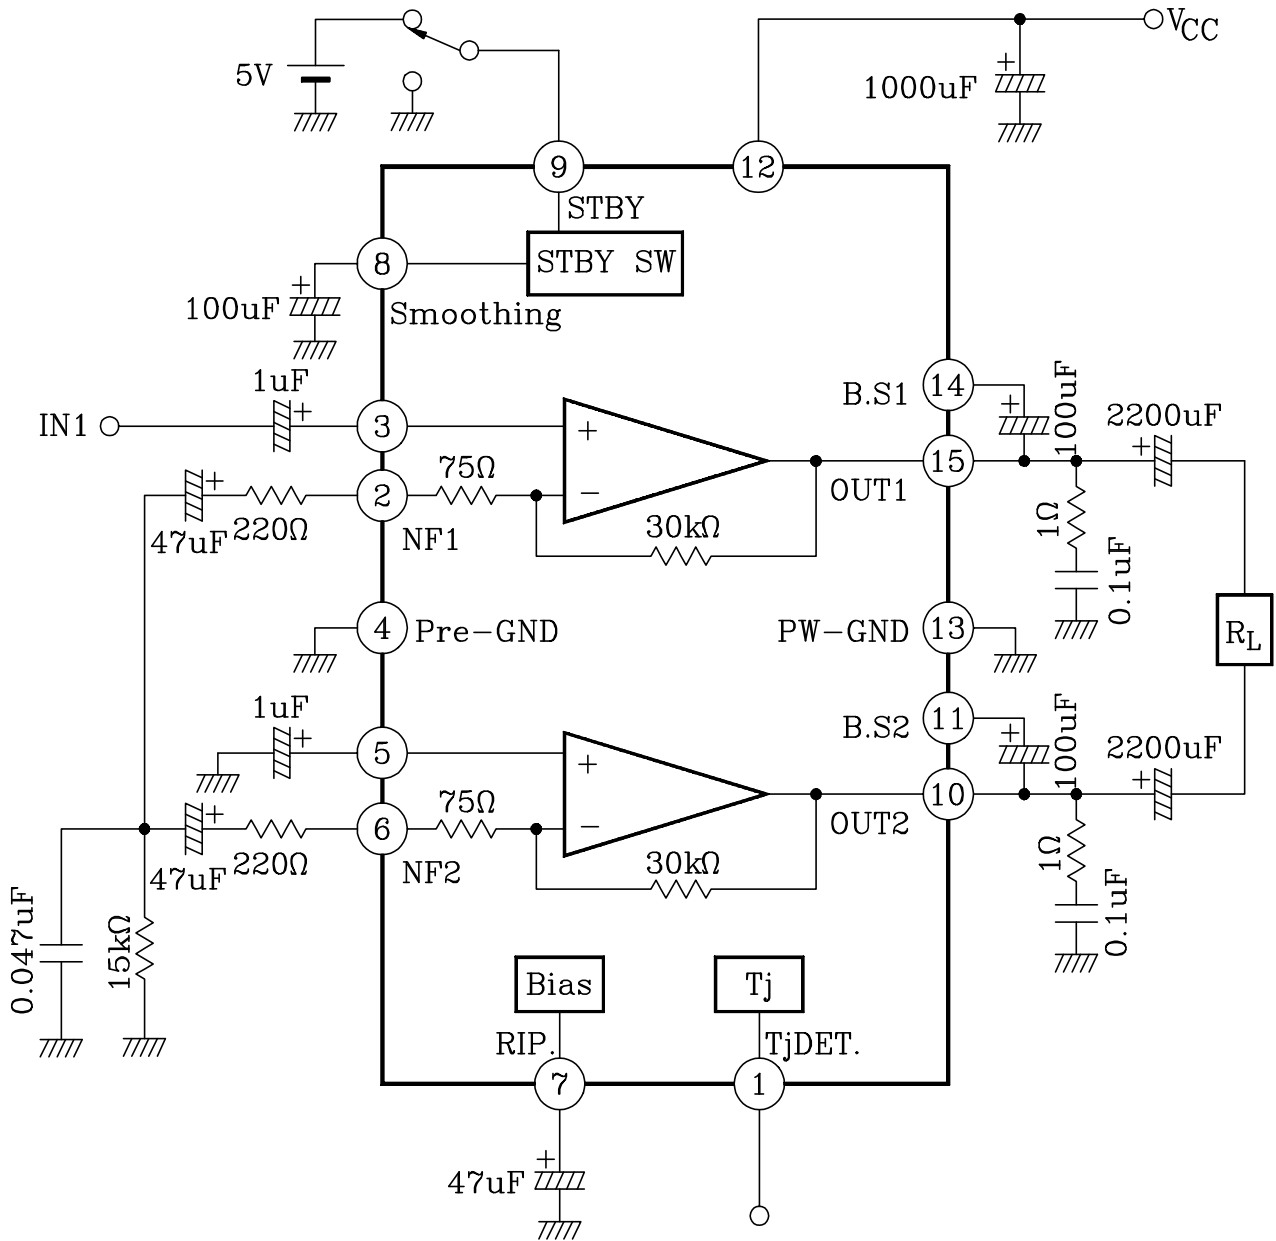 V_CC
5V
+
1000uF
9
12
STBY
STBY SW
8
+
100uF
Smoothing
1uF
+
IN1
3
+
14
B.S1
+
100uF
2200uF
+
15
OUT1
+
2
75Ω
−
47uF
220Ω
NF1
30kΩ
1Ω
0.1uF
4
Pre−GND
PW−GND
13
R_L
1uF
+
5
+
11
B.S2
+
100uF
2200uF
+
10
OUT2
+
6
75Ω
−
47uF
220Ω
NF2
30kΩ
1Ω
0.1uF
0.047uF
15kΩ
Bias
Tj
RIP.
TjDET.
7
1
+
47uF